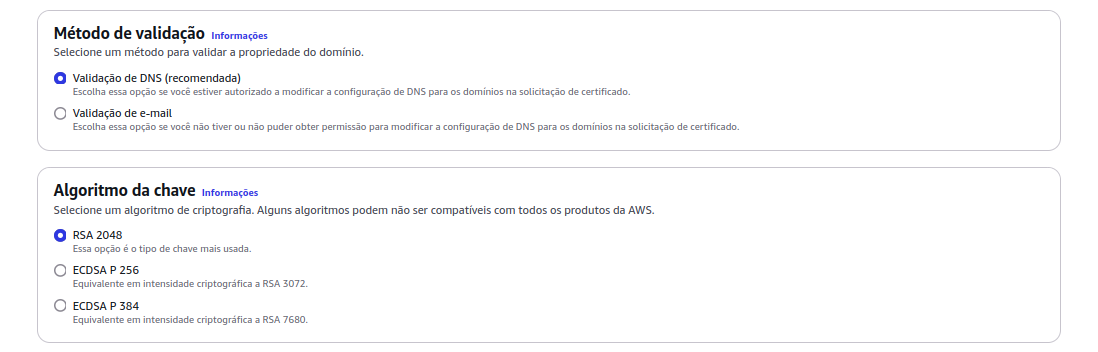 Método de validação Informações
Selecione um método para validar a propriedade do domínio.
Validação de DNS (recomendada)
Escolha essa opção se você estiver autorizado a modificar a configuração de DNS para os domínios na solicitação de certificado.
Validação de e-mail
Escolha essa opção se você não tiver ou não puder obter permissão para modificar a configuração de DNS para os domínios na solicitação de certificado.
Algoritmo da chave Informações
Selecione um algoritmo de criptografia. Alguns algoritmos podem não ser compatíveis com todos os produtos da AWS.
RSA 2048
Essa opção é o tipo de chave mais usada.
ECDSA P 256
Equivalente em intensidade criptográfica a RSA 3072.
ECDSA P 384
Equivalente em intensidade criptográfica a RSA 7680.